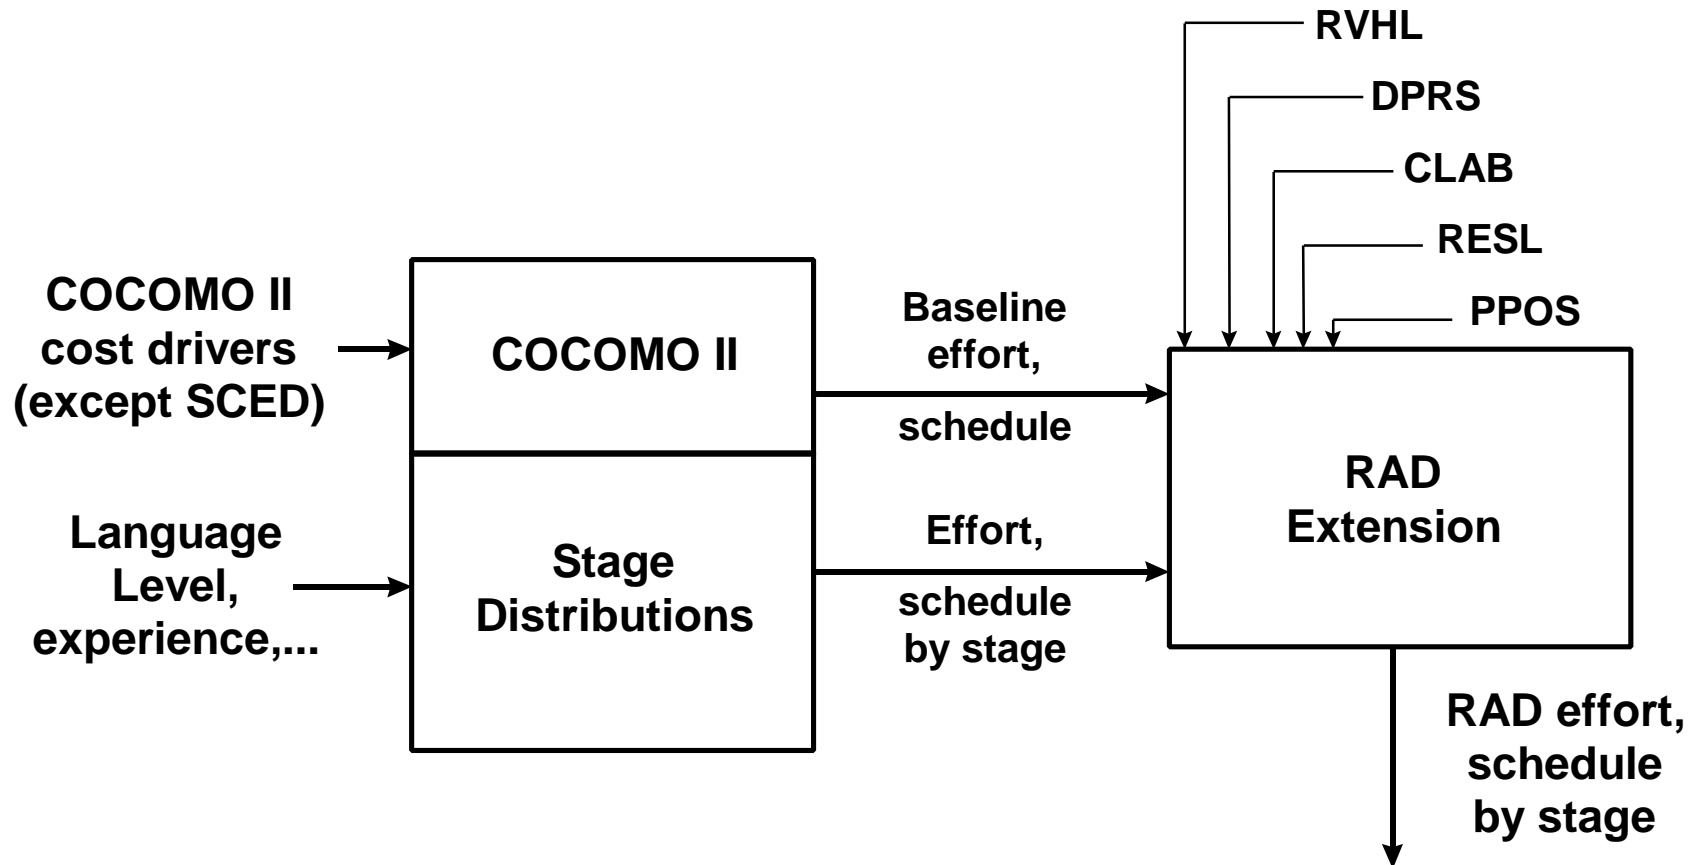 RVHL
DPRS
CLAB
RESL
PPOS
COCOMO II
cost drivers
(except SCED)
COCOMO II
Baseline
effort,
schedule
RAD
Extension
Language
Level,
experience,...
Stage
Distributions
Effort,
schedule
by stage
RAD effort,
schedule
by stage